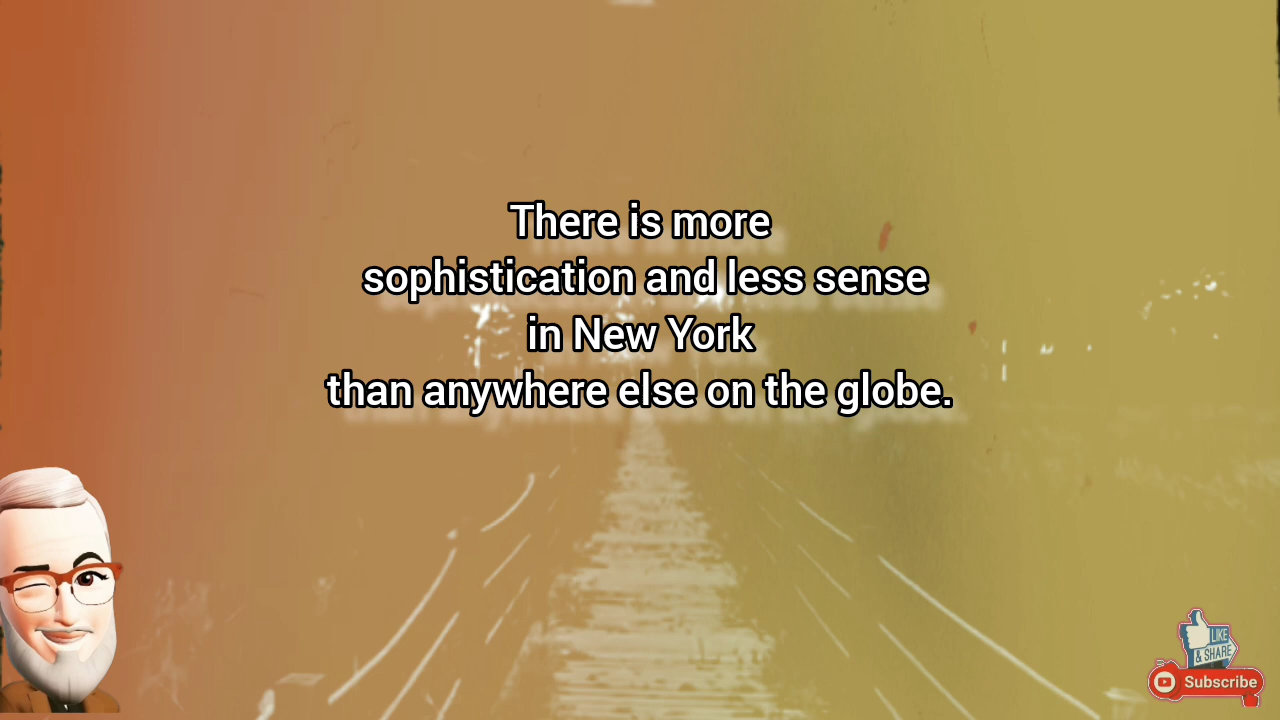 There is more
sophistication and less sense
in New York
than anywhere else on the globe.
LIKE
& SHARE
Subscribe